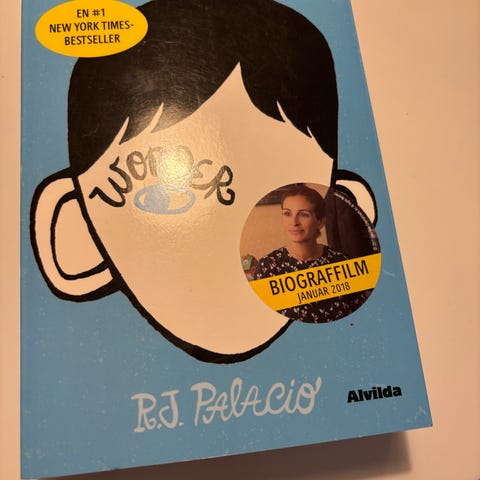 EN #1
NEW YORK TIMES-
BESTSELLER
WONDER
BIOGRAFFILM
JANUAR 2018
R.J. PALACIO
Alvilda